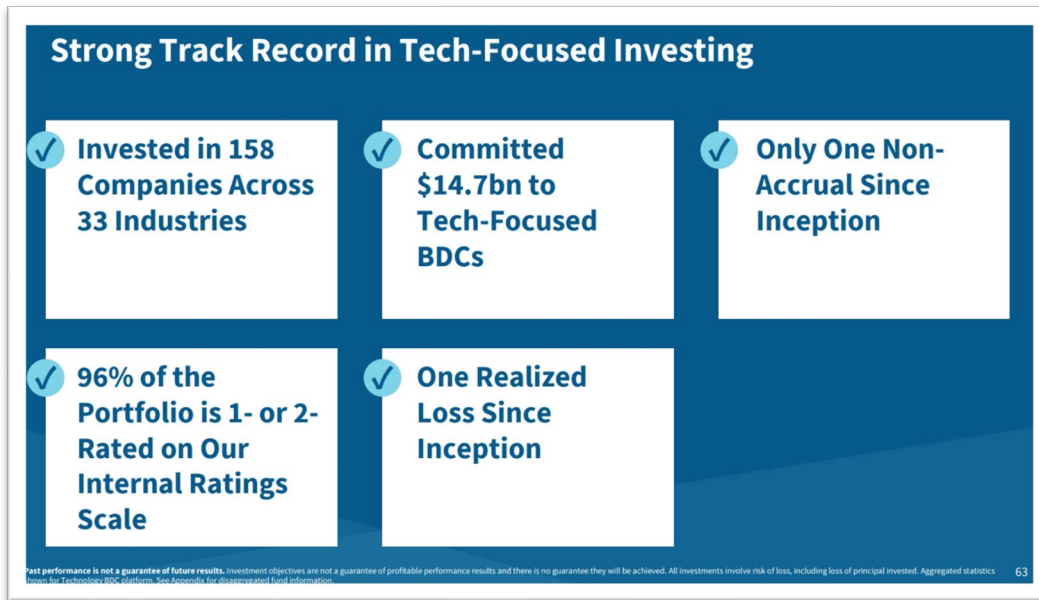 Strong Track Record in Tech-Focused Investing
Invested in 158
Companies Across
33 Industries
Committed
$14.7bn to
Tech-Focused
BDCs
Only One Non-
Accrual Since
Inception
96% of the
Portfolio is 1- or 2-
Rated on Our
Internal Ratings
Scale
One Realized
Loss Since
Inception
Past performance is not a guarantee of future results. Investment objectives are not a guarantee of profitable performance results and there is no guarantee they will be achieved. All investments involve risk of loss, including loss of principal invested. Aggregated statistics
hown for Technology BDC platform. See Appendix for disaggregated fund information.
63